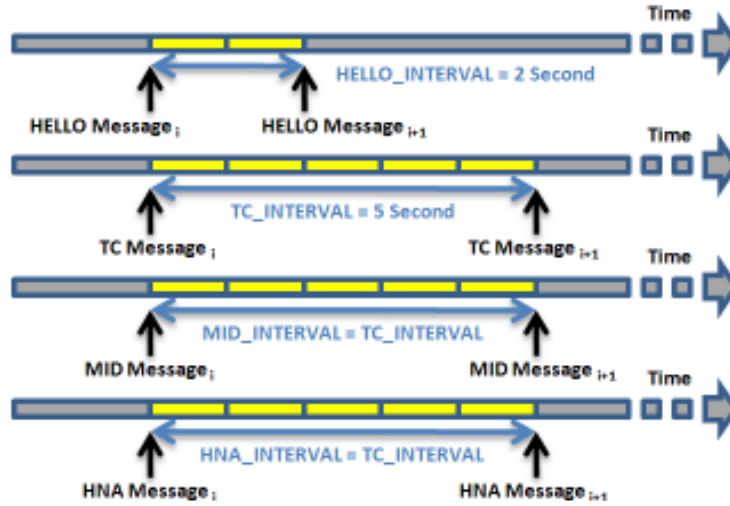 Time
HELLO_INTERVAL = 2 Second
HELLO Message i HELLO Message i+1
Time
TC_INTERVAL = 5 Second
TC Message i TC Message i+1
Time
MID_INTERVAL = TC_INTERVAL
MID Message i MID Message i+1
Time
HNA_INTERVAL = TC_INTERVAL
HNA Message i HNA Message i+1